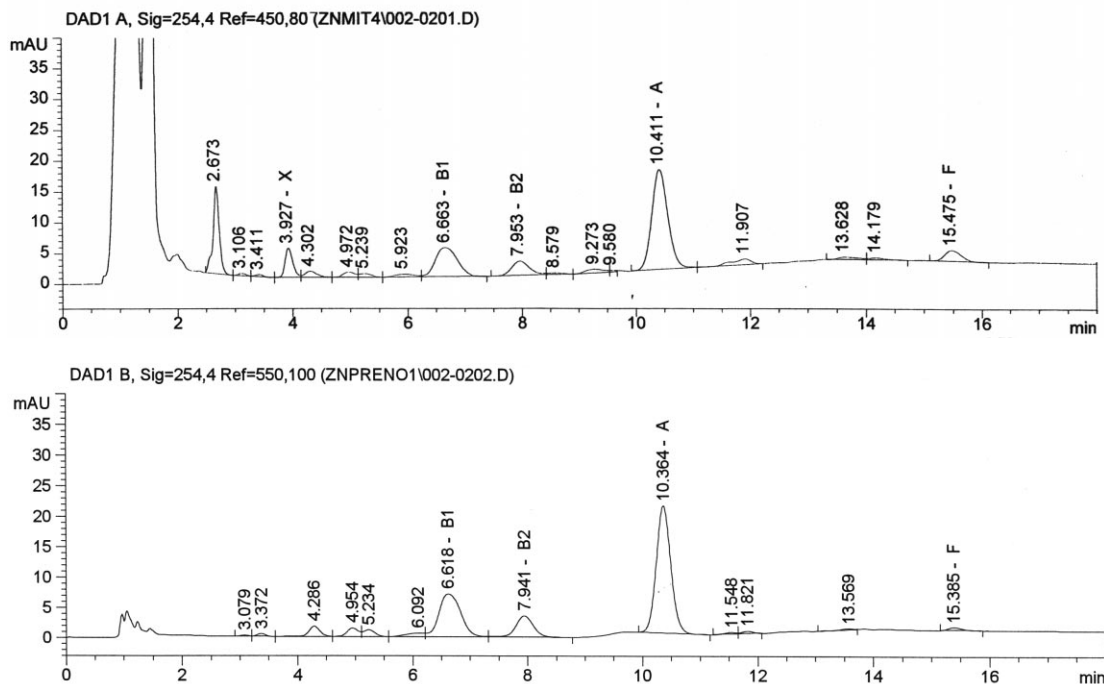 DAD1 A, Sig=254,4 Ref=450,80 (ZNMIT4\002-0201.D)
mAU
35
30
25
20
15
10
5
0
2.673
3.106
3.411
3.927 - X
4.302
4.972
5.239
5.923
6.663 - B1
7.953 - B2
8.579
9.273
9.580
10.411 - A
11.907
13.628
14.179
15.475 - F
0 2 4 6 8 10 12 14 16 min
DAD1 B, Sig=254,4 Ref=550,100 (ZNPRENO1\002-0202.D)
mAU
35
30
25
20
15
10
5
0
3.079
3.372
4.286
4.954
5.234
6.092
6.618 - B1
7.941 - B2
10.364 - A
11.548
11.821
13.569
15.385 - F
0 2 4 6 8 10 12 14 16 min